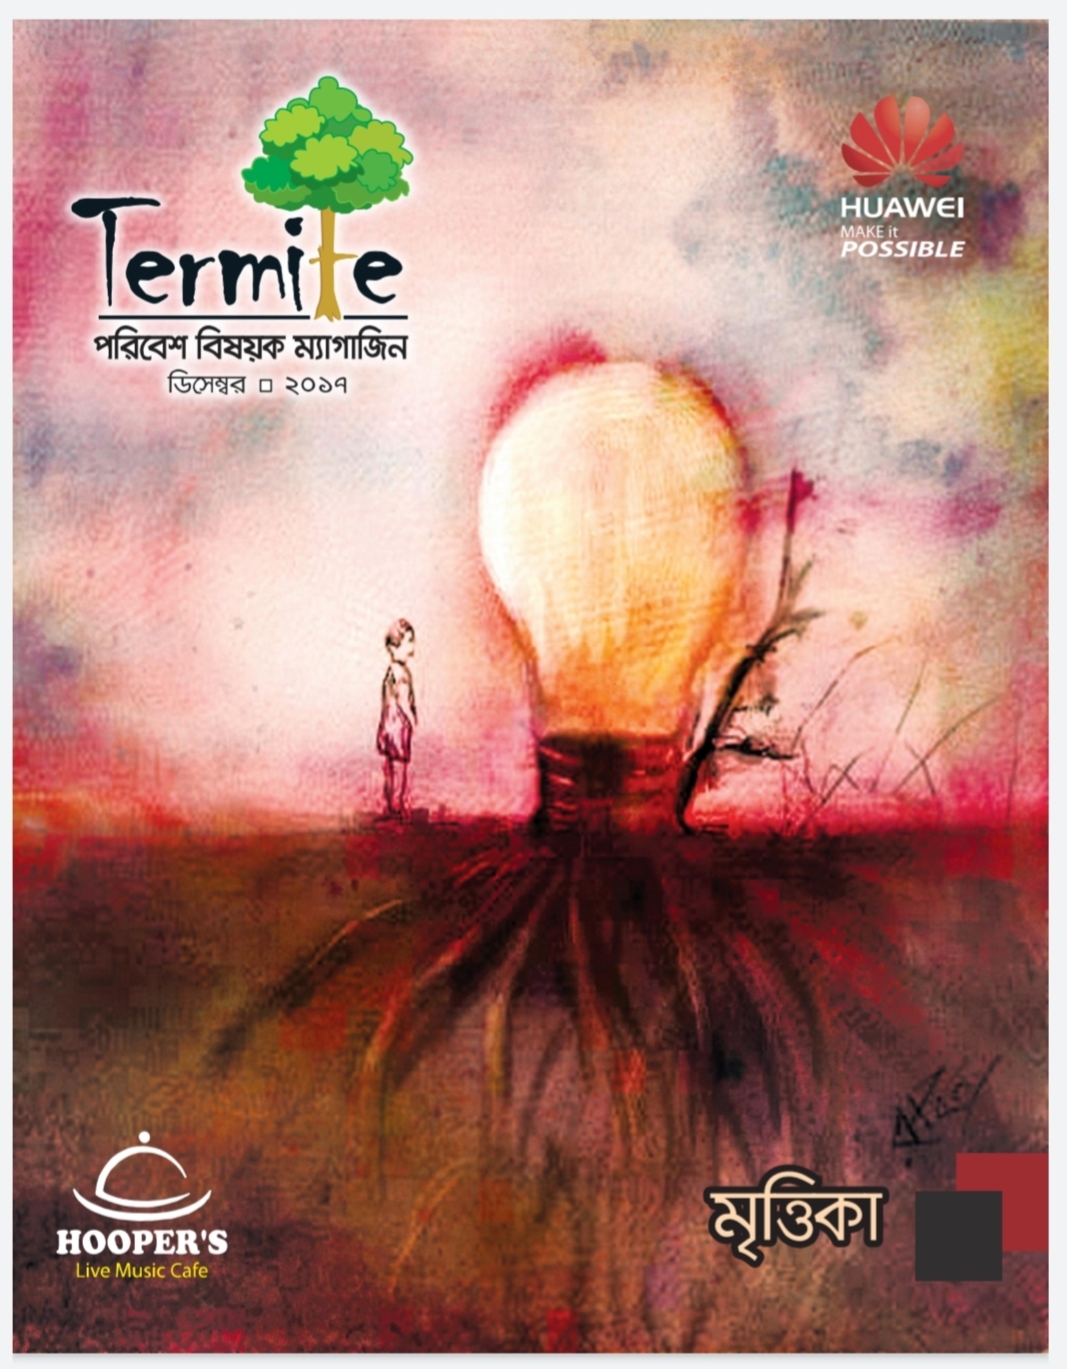 Termite
পরিবেশ বিষয়ক ম্যাগাজিন
ডিসেম্বর □ ২০১৭
HUAWEI
MAKE it
POSSIBLE
HOOPER'S
Live Music Cafe
মৃত্তিকা